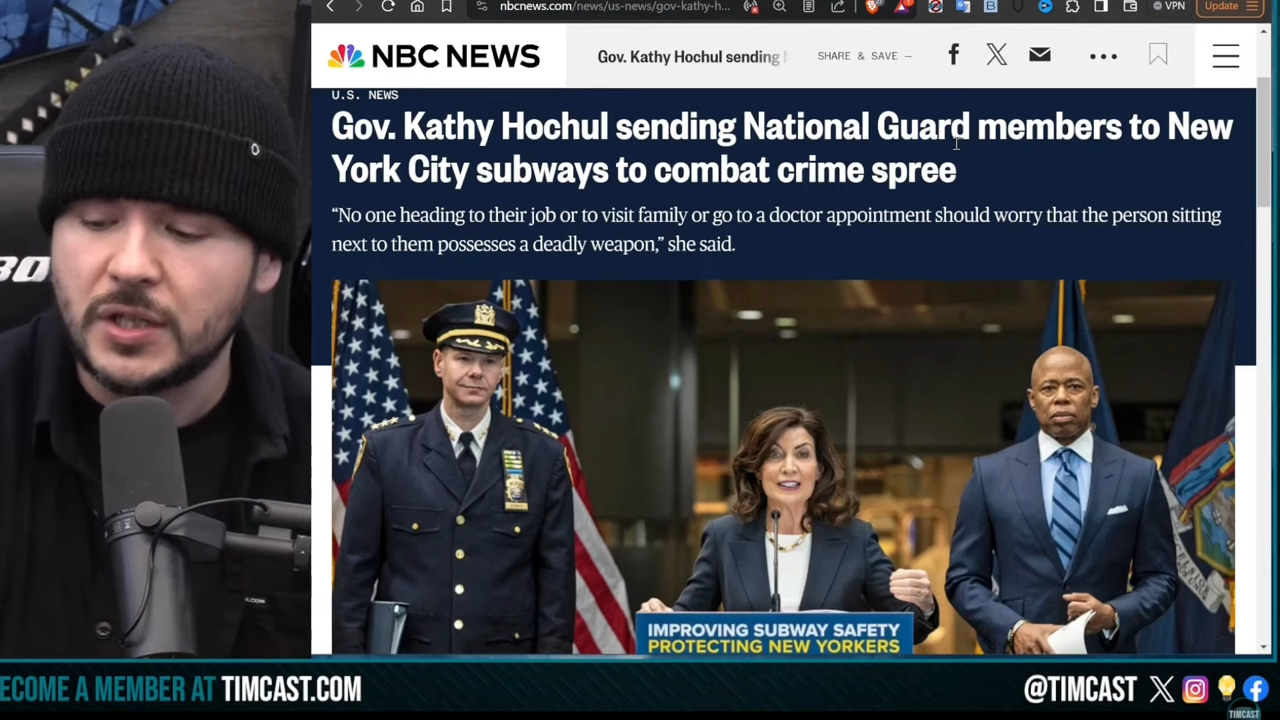 nbcnews.com/news/us-news/gov-kathy-h...
VPN
Update
NBC NEWS
Gov. Kathy Hochul sending
SHARE & SAVE —
U.S. NEWS
Gov. Kathy Hochul sending National Guard members to New
York City subways to combat crime spree
“No one heading to their job or to visit family or go to a doctor appointment should worry that the person sitting
next to them possesses a deadly weapon,” she said.
IMPROVING SUBWAY SAFETY
PROTECTING NEW YORKERS
ECOME A MEMBER AT TIMCAST.COM
@TIMCAST
TIMCAST